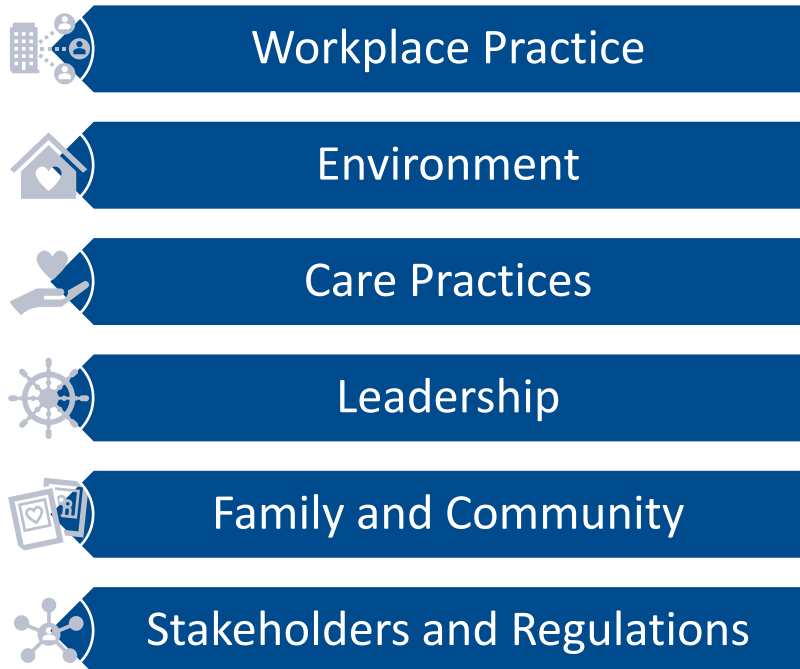 Workplace Practice
Environment
Care Practices
Leadership
Family and Community
Stakeholders and Regulations